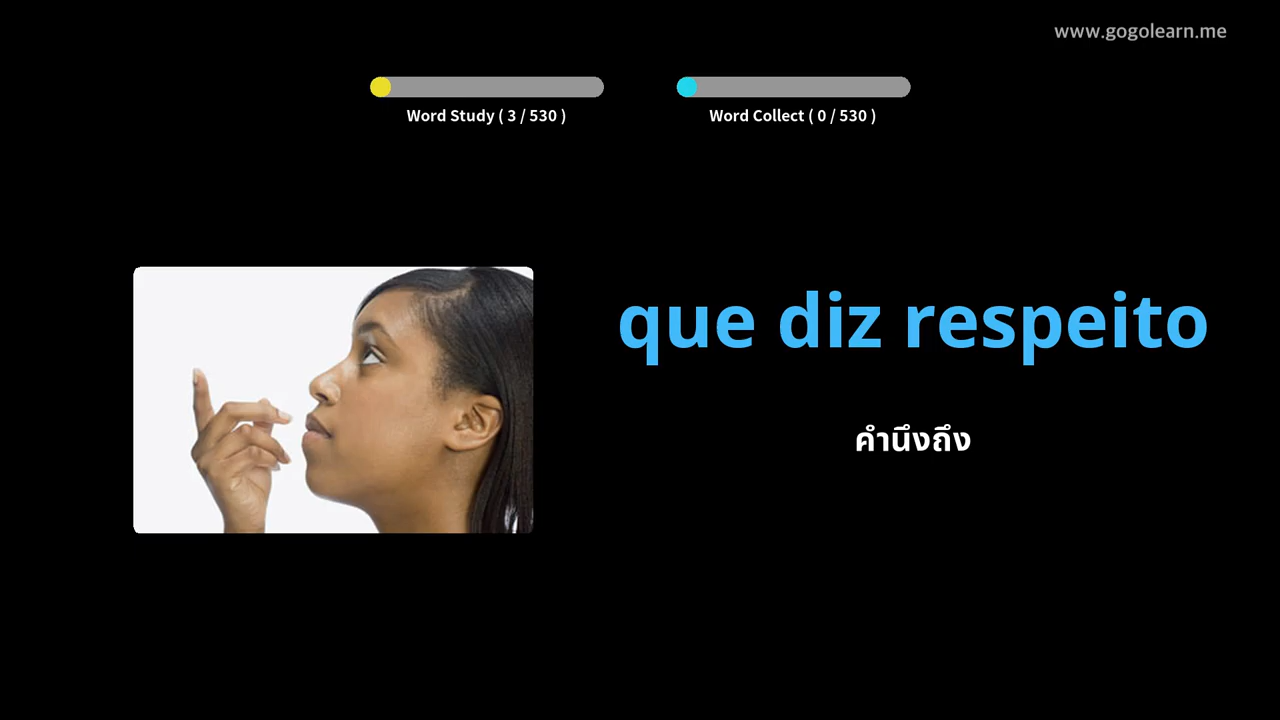 www.gogolearn.me
Word Study ( 3 / 530 )
Word Collect ( 0 / 530 )
que diz respeito
คำนึงถึง